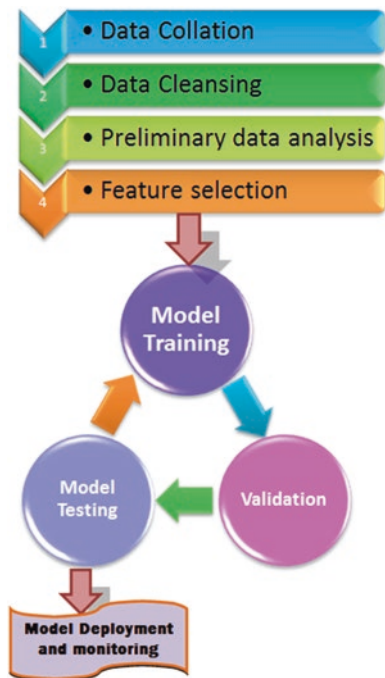 1 • Data Collation
2 • Data Cleansing
3 • Preliminary data analysis
4 • Feature selection
Model
Training
Validation
Model
Testing
Model Deployment
and monitoring